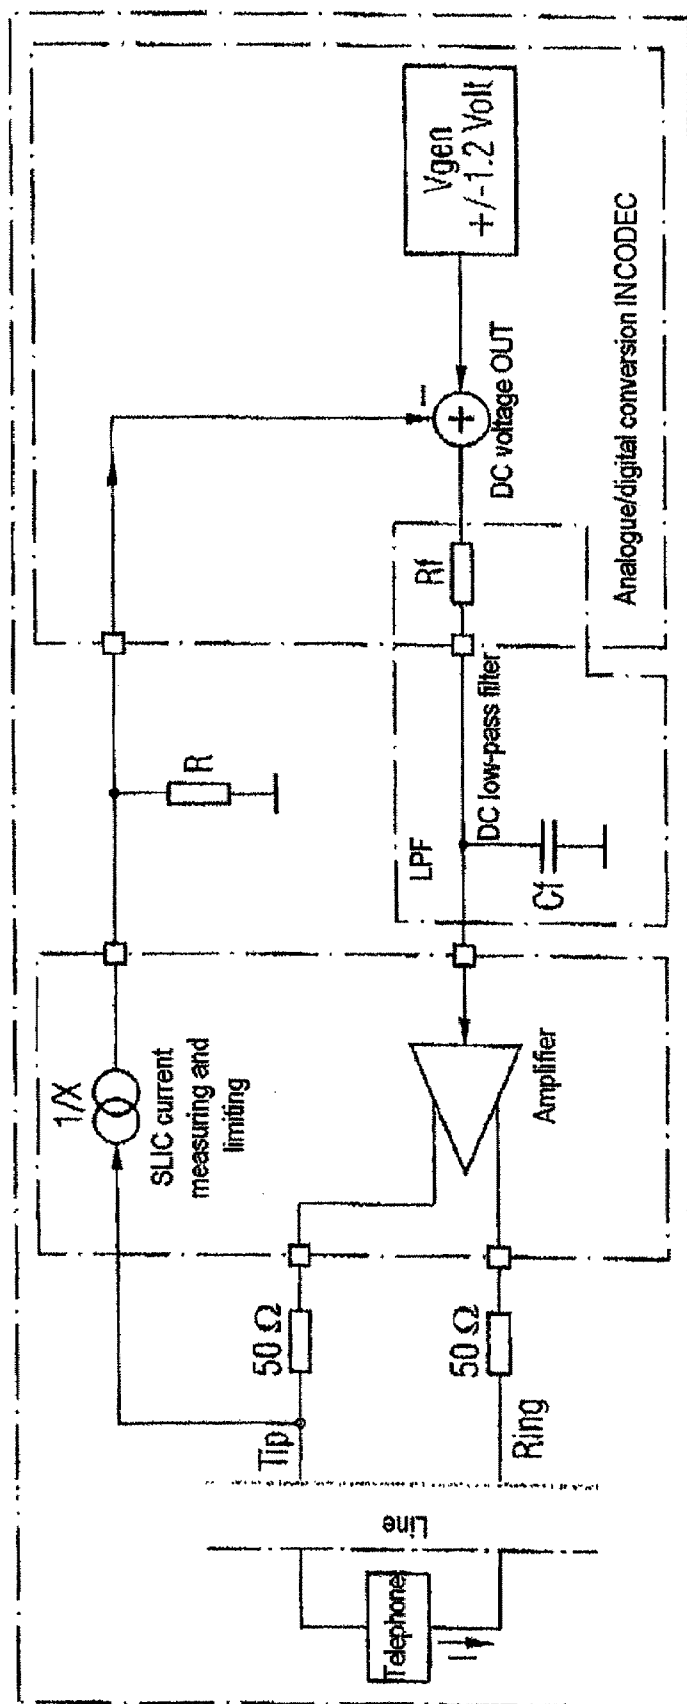 Telephone
I
Line
Tip
Ring
50 Ω
50 Ω
1/X
SLIC current
measuring and
limiting
Amplifier
R
LPF
DC low-pass filter
Cf
Rf
DC voltage OUT
+
−
Vgen
+/-1.2 Volt
Analogue/digital conversion INCODEC